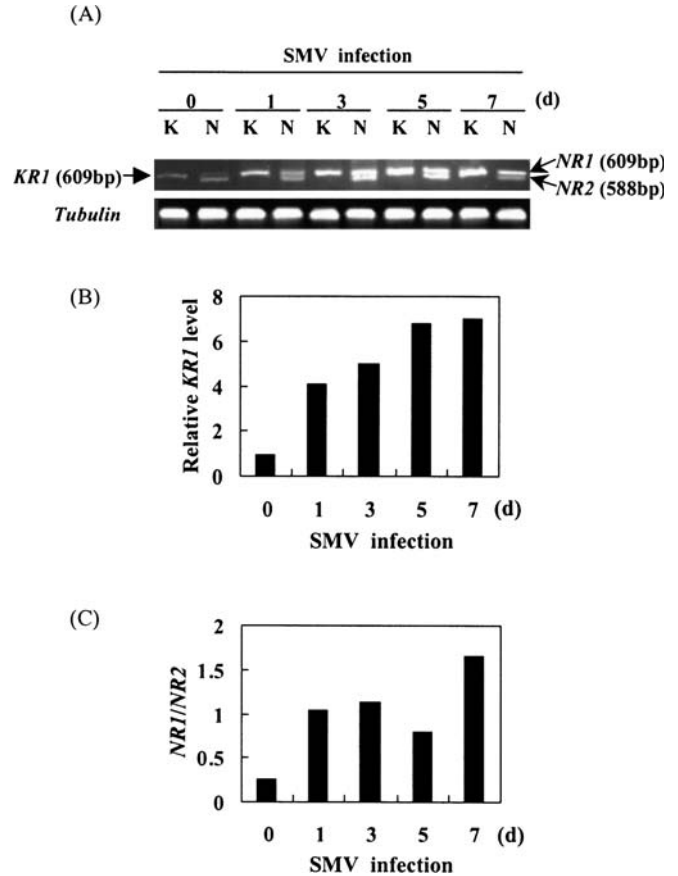 (A)
SMV infection
0 1 3 5 7 (d)
K N K N K N K N K N
KR1 (609bp)
NR1 (609bp)
NR2 (588bp)
Tubulin
(B)
Relative KR1 level
8
6
4
2
0
0 1 3 5 7 (d)
SMV infection
(C)
NR1/NR2
2
1.5
1
0.5
0
0 1 3 5 7 (d)
SMV infection